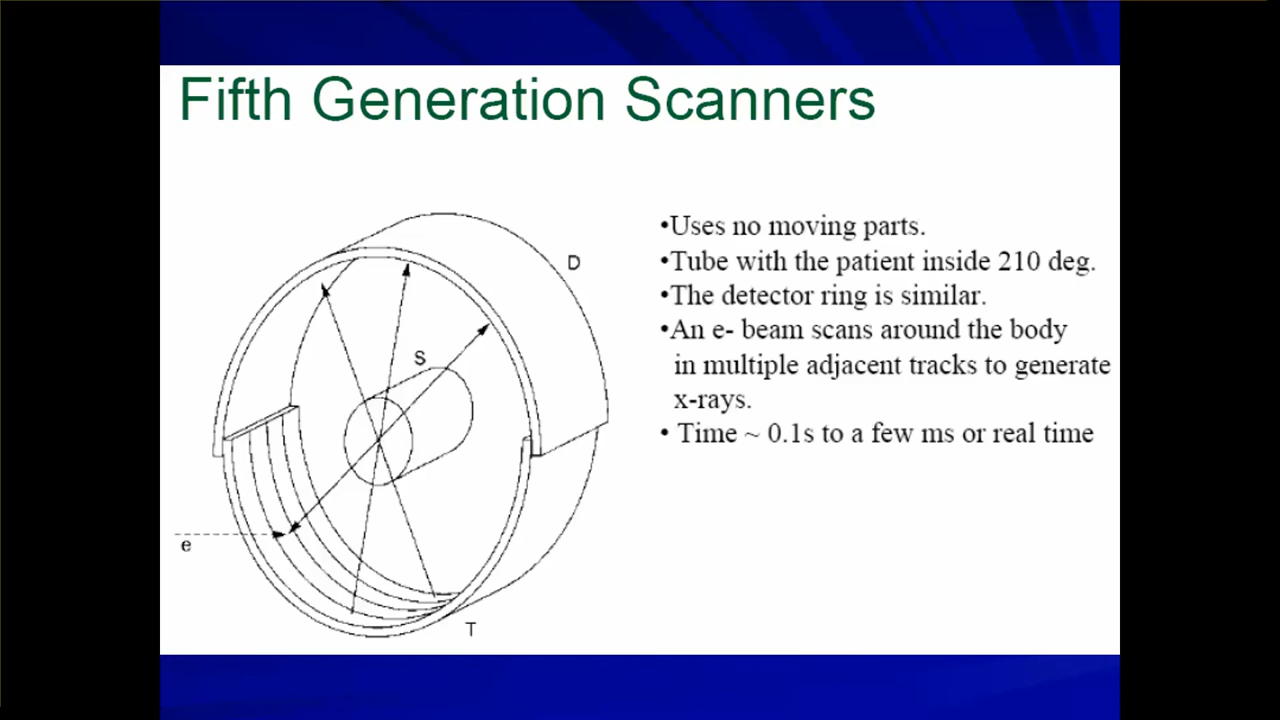 Fifth Generation Scanners
•Uses no moving parts.
•Tube with the patient inside 210 deg.
•The detector ring is similar.
•An e- beam scans around the body
in multiple adjacent tracks to generate
x-rays.
• Time ~ 0.1s to a few ms or real time
D
S
e
T